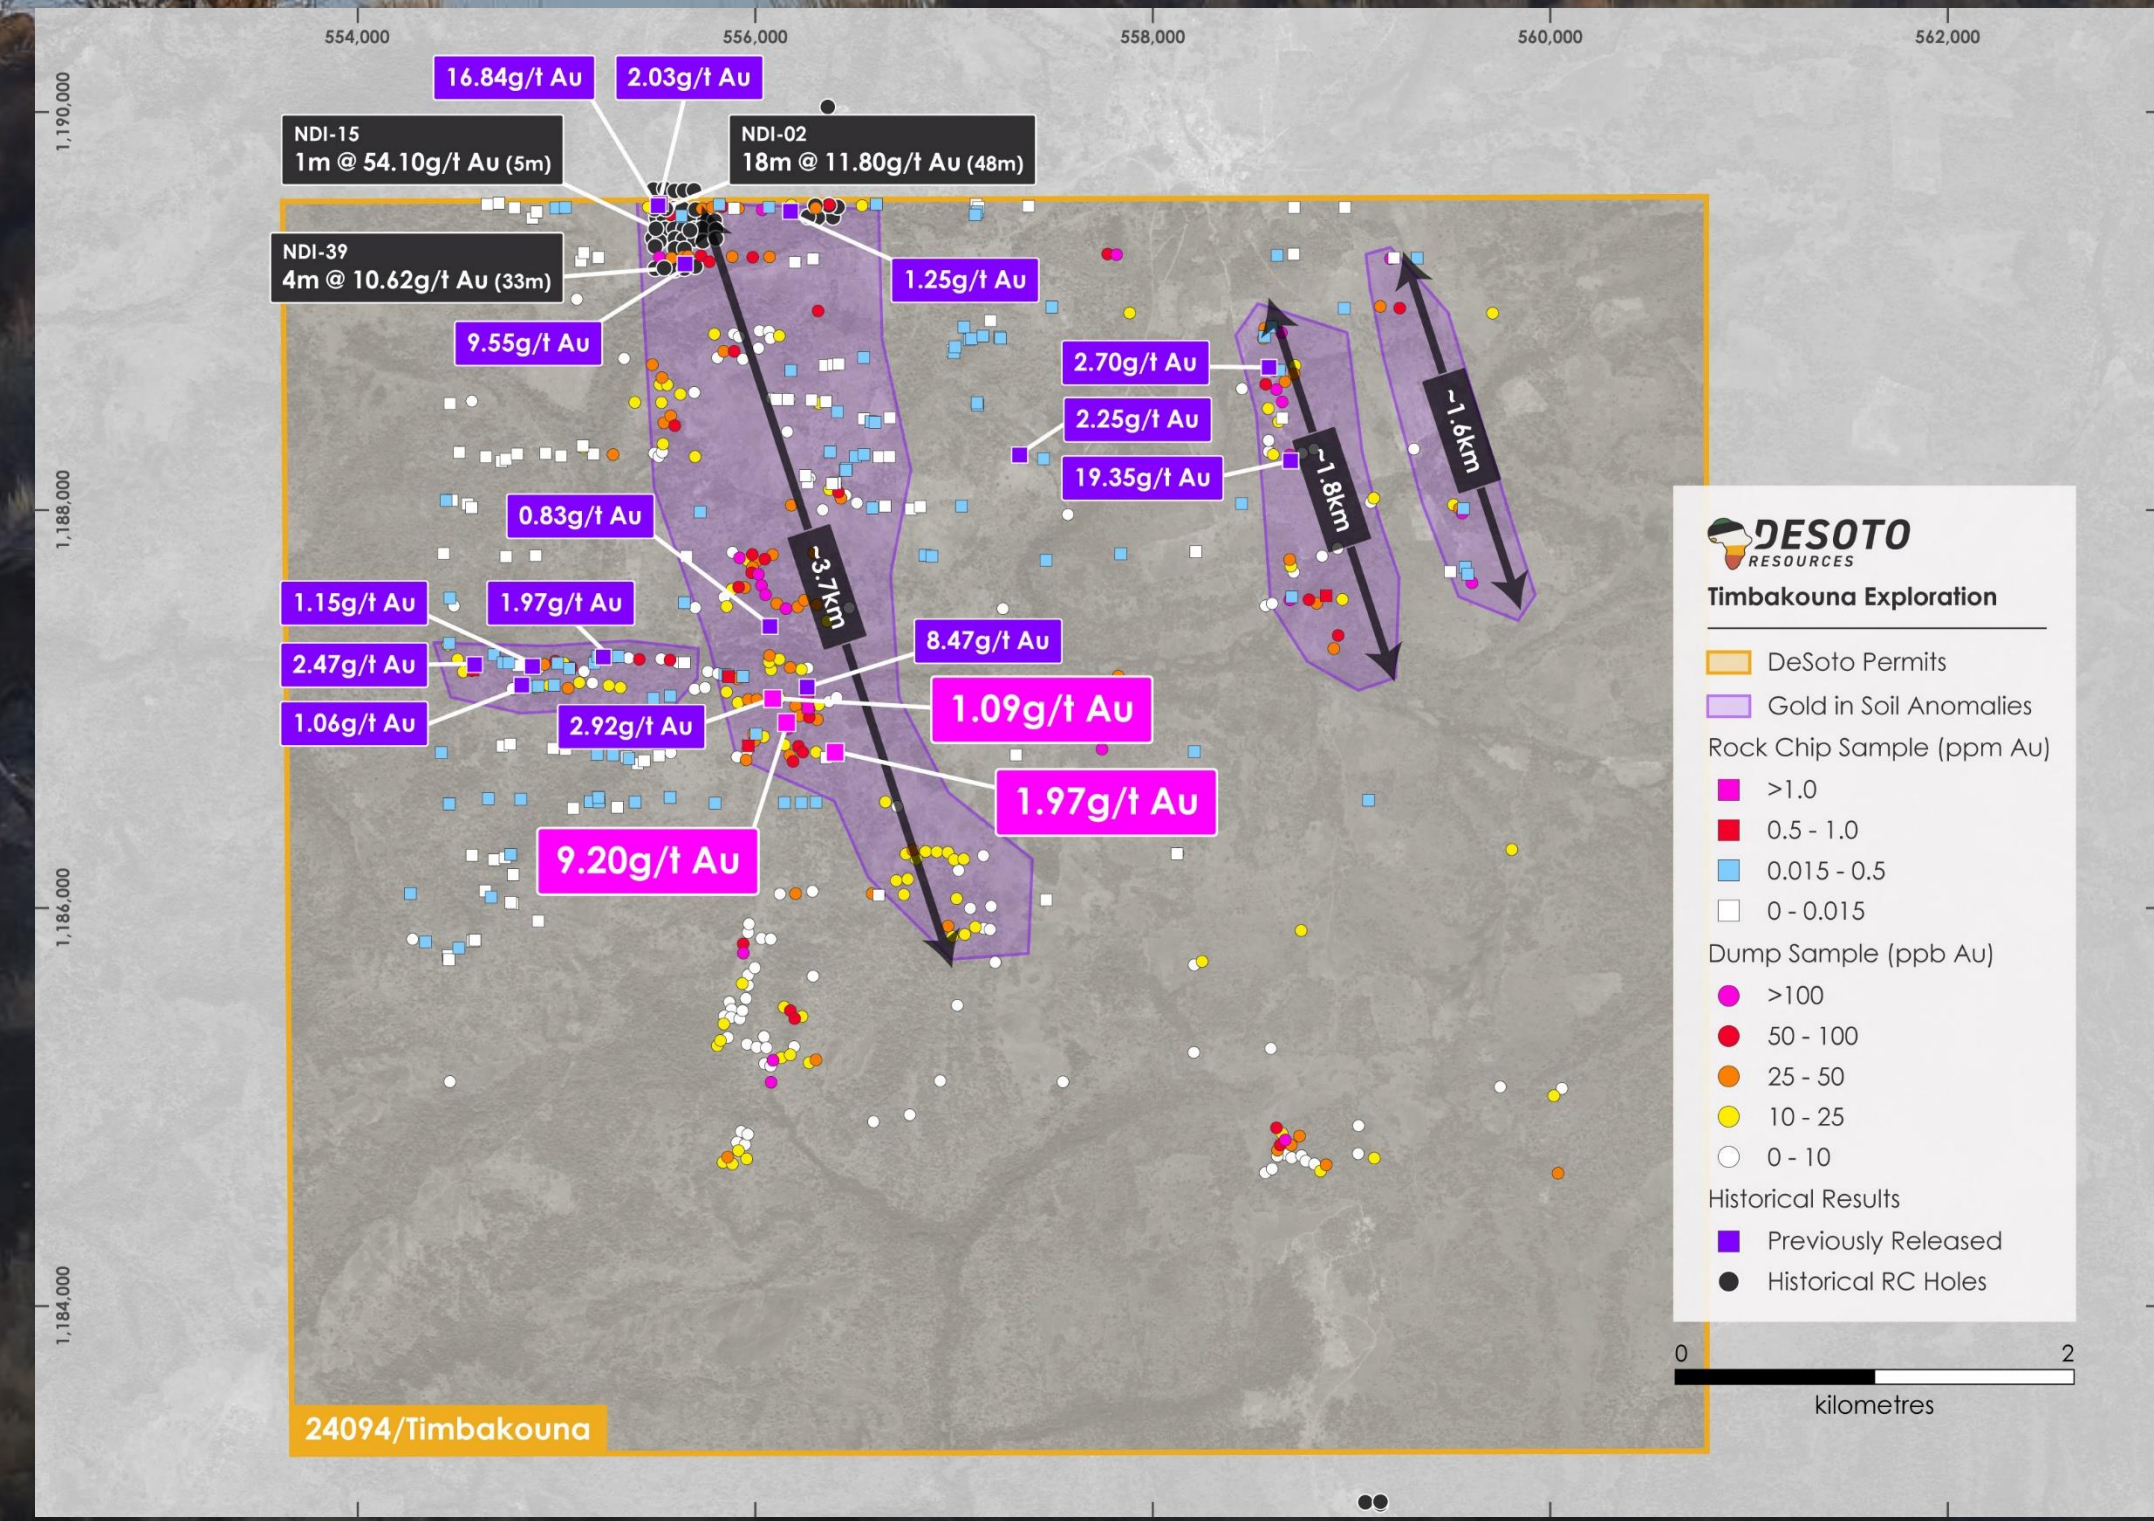 554,000
556,000
558,000
560,000
562,000
1,190,000
1,188,000
1,186,000
1,184,000
16.84g/t Au
2.03g/t Au
NDI-15
1m @ 54.10g/t Au (5m)
NDI-02
18m @ 11.80g/t Au (48m)
NDI-39
4m @ 10.62g/t Au (33m)
1.25g/t Au
9.55g/t Au
2.70g/t Au
2.25g/t Au
19.35g/t Au
~1.6km
~1.8km
0.83g/t Au
~3.7km
1.15g/t Au
1.97g/t Au
8.47g/t Au
2.47g/t Au
1.06g/t Au
2.92g/t Au
1.09g/t Au
1.97g/t Au
9.20g/t Au
24094/Timbakouna
DESOTO
RESOURCES
Timbakouna Exploration
DeSoto Permits
Gold in Soil Anomalies
Rock Chip Sample (ppm Au)
>1.0
0.5 - 1.0
0.015 - 0.5
0 - 0.015
Dump Sample (ppb Au)
>100
50 - 100
25 - 50
10 - 25
0 - 10
Historical Results
Previously Released
Historical RC Holes
0 2
kilometres